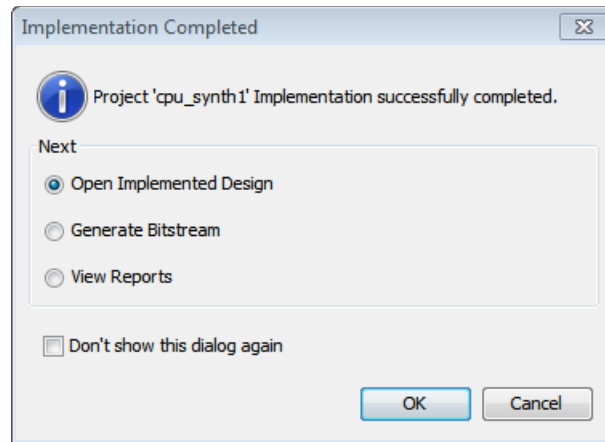 Implementation Completed
Project 'cpu_synth1' Implementation successfully completed.
Next
Open Implemented Design
Generate Bitstream
View Reports
Don't show this dialog again
OK
Cancel